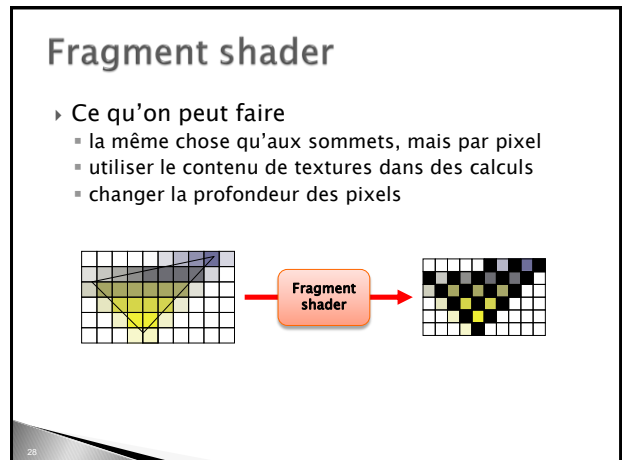 Fragment shader
Ce qu'on peut faire
la même chose qu'aux sommets, mais par pixel
utiliser le contenu de textures dans des calculs
changer la profondeur des pixels
Fragment
shader
28